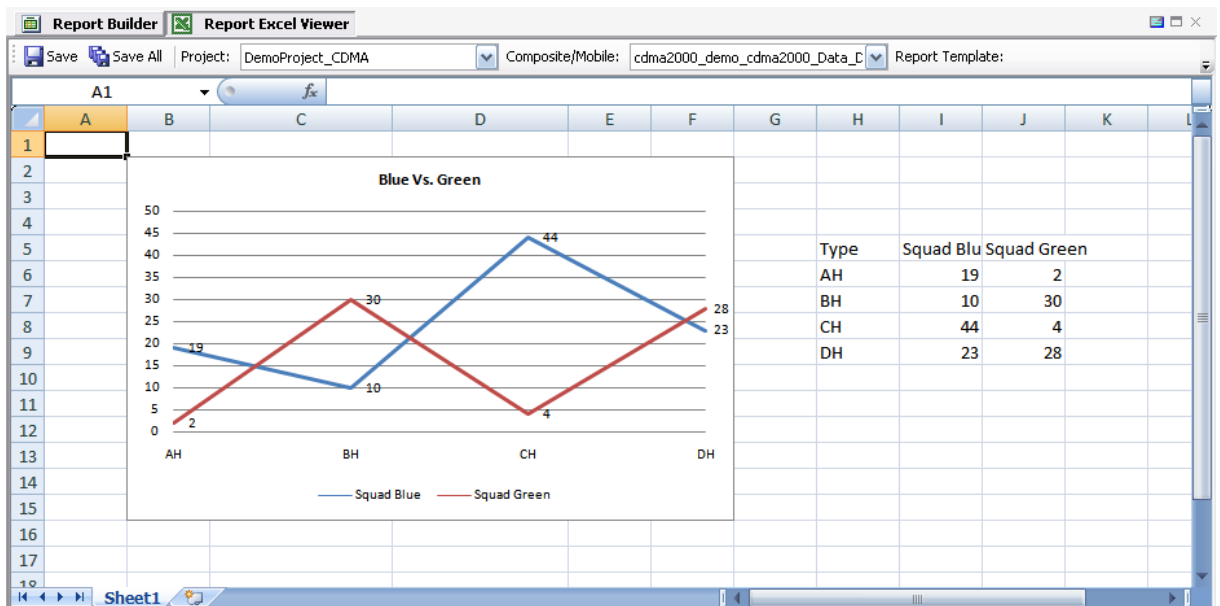 Report Builder Report Excel Viewer
Save Save All Project: DemoProject_CDMA Composite/Mobile: cdma2000_demo_cdma2000_Data_D Report Template:
A1 fx
A B C D E F G H I J K L
1
2
3
4
5 Type Squad Blu Squad Green
6 AH 19 2
7 BH 10 30
8 CH 44 4
9 DH 23 28
10
11
12
13
14
15
16
17
18
Blue Vs. Green
50
45
40
35
30
25
20
15
10
5
0
44
30
28
23
19
10
4
2
AH BH CH DH
Squad Blue Squad Green
Sheet1